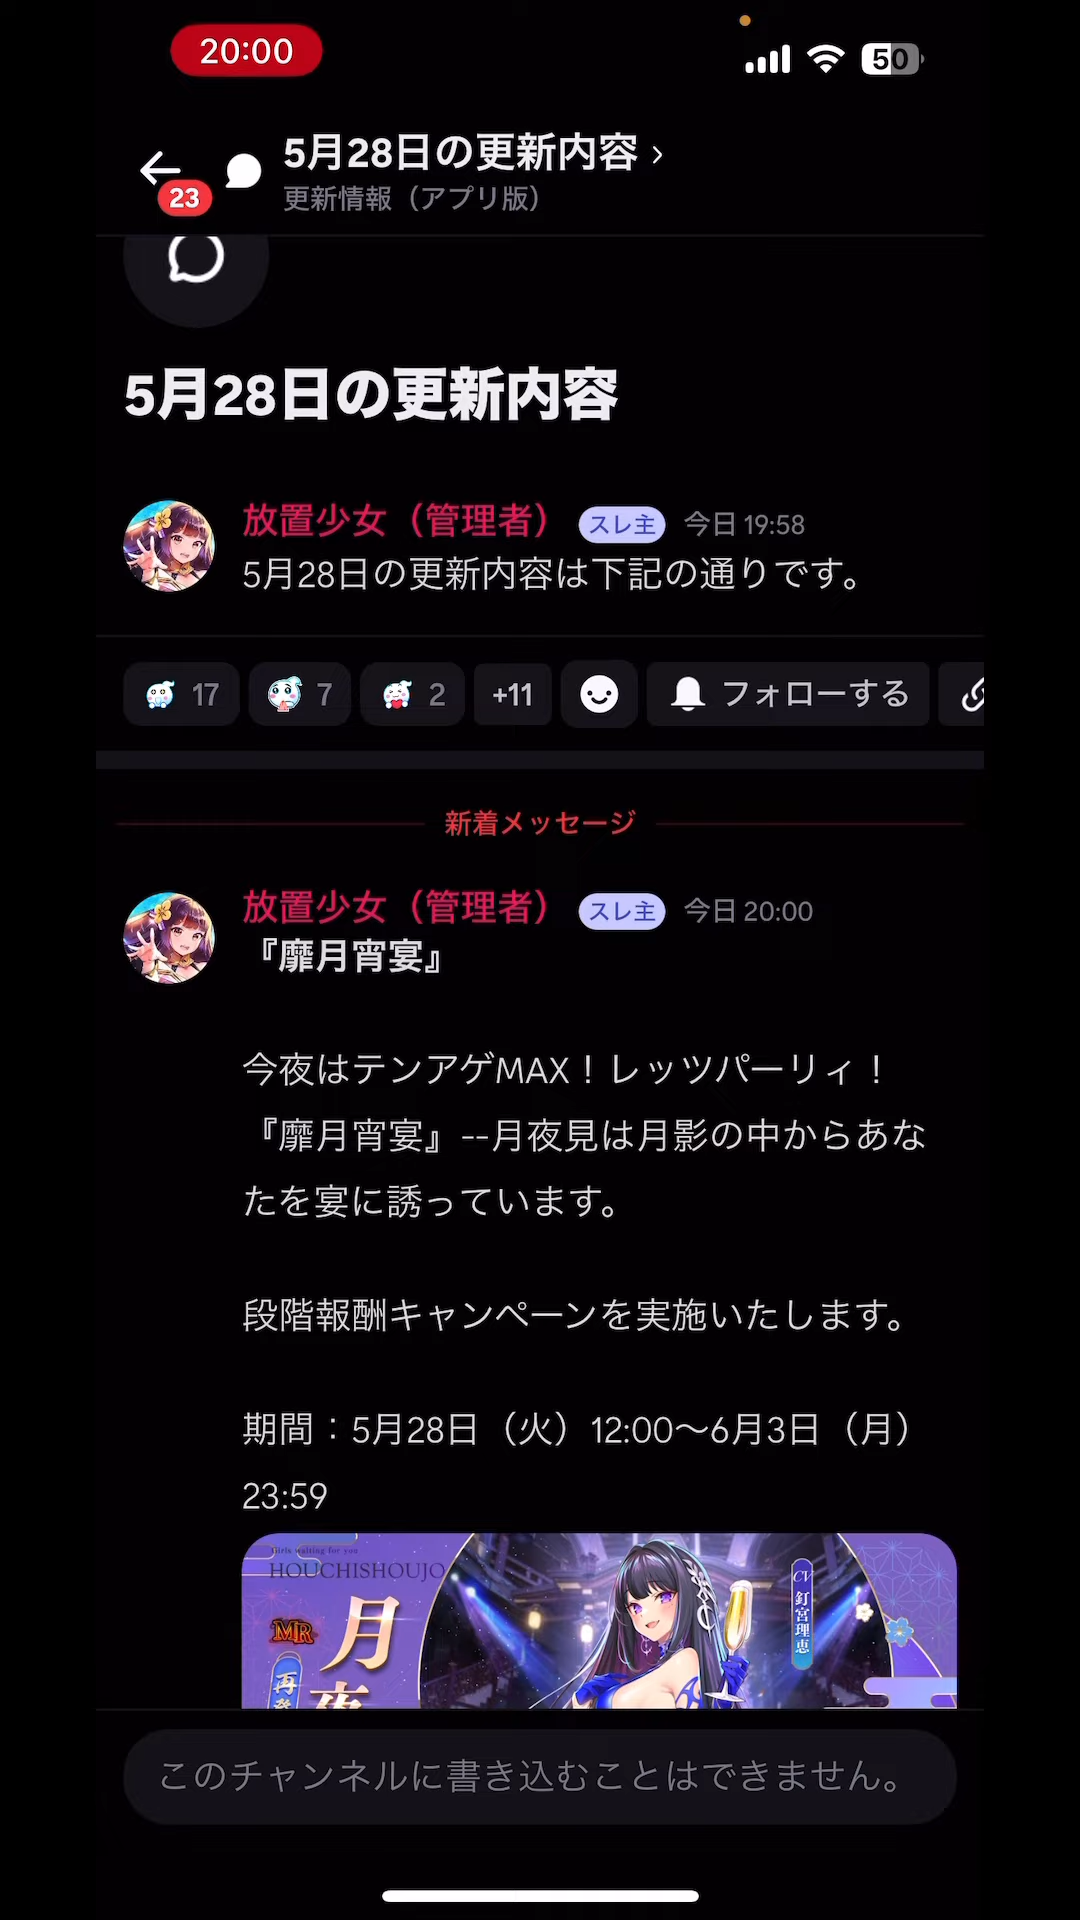 20:00
50
5月28日の更新内容 ›
23
更新情報（アプリ版）
5月28日の更新内容
放置少女（管理者） スレ主 今日 19:58
5月28日の更新内容は下記の通りです。
17 7 2 +11 フォローする
新着メッセージ
放置少女（管理者） スレ主 今日 20:00
『靡月宵宴』
今夜はテンアゲMAX！レッツパーリィ！
『靡月宵宴』--月夜見は月影の中からあな
たを宴に誘っています。
段階報酬キャンペーンを実施いたします。
期間：5月28日（火）12:00〜6月3日（月）
23:59
Girls waiting for you
HOUCHISHOUJO
MR
月夜
再登
CV 釘宮理恵
このチャンネルに書き込むことはできません。